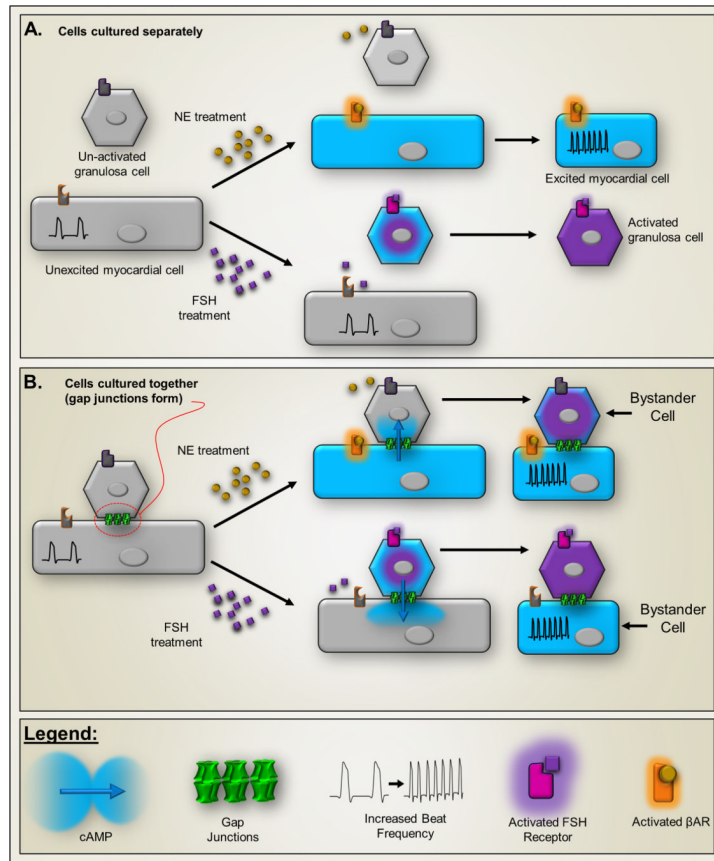 A. Cells cultured separately
NE treatment
Un-activated
granulosa cell
Excited myocardial cell
Activated
granulosa cell
Unexcited myocardial cell
FSH
treatment
B. Cells cultured together
(gap junctions form)
Bystander
Cell
NE treatment
FSH
treatment
Bystander
Cell
Legend:
cAMP
Gap
Junctions
Increased Beat
Frequency
Activated FSH
Receptor
Activated βAR